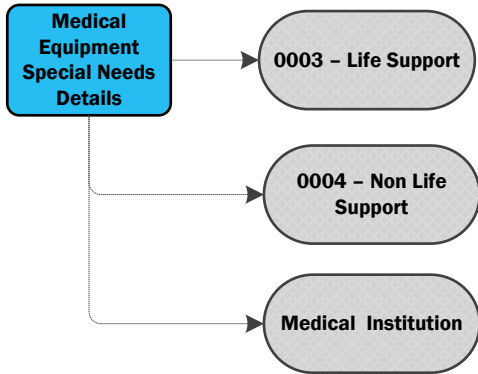 Medical
Equipment
Special Needs
Details
0003 – Life Support
0004 – Non Life
Support
Medical Institution